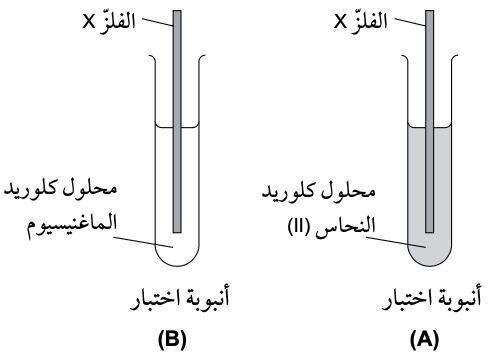 الفلزّ X
محلول كلوريد
النحاس (II)
أنبوبة اختبار
(A)
الفلزّ X
محلول كلوريد
الماغنيسيوم
أنبوبة اختبار
(B)